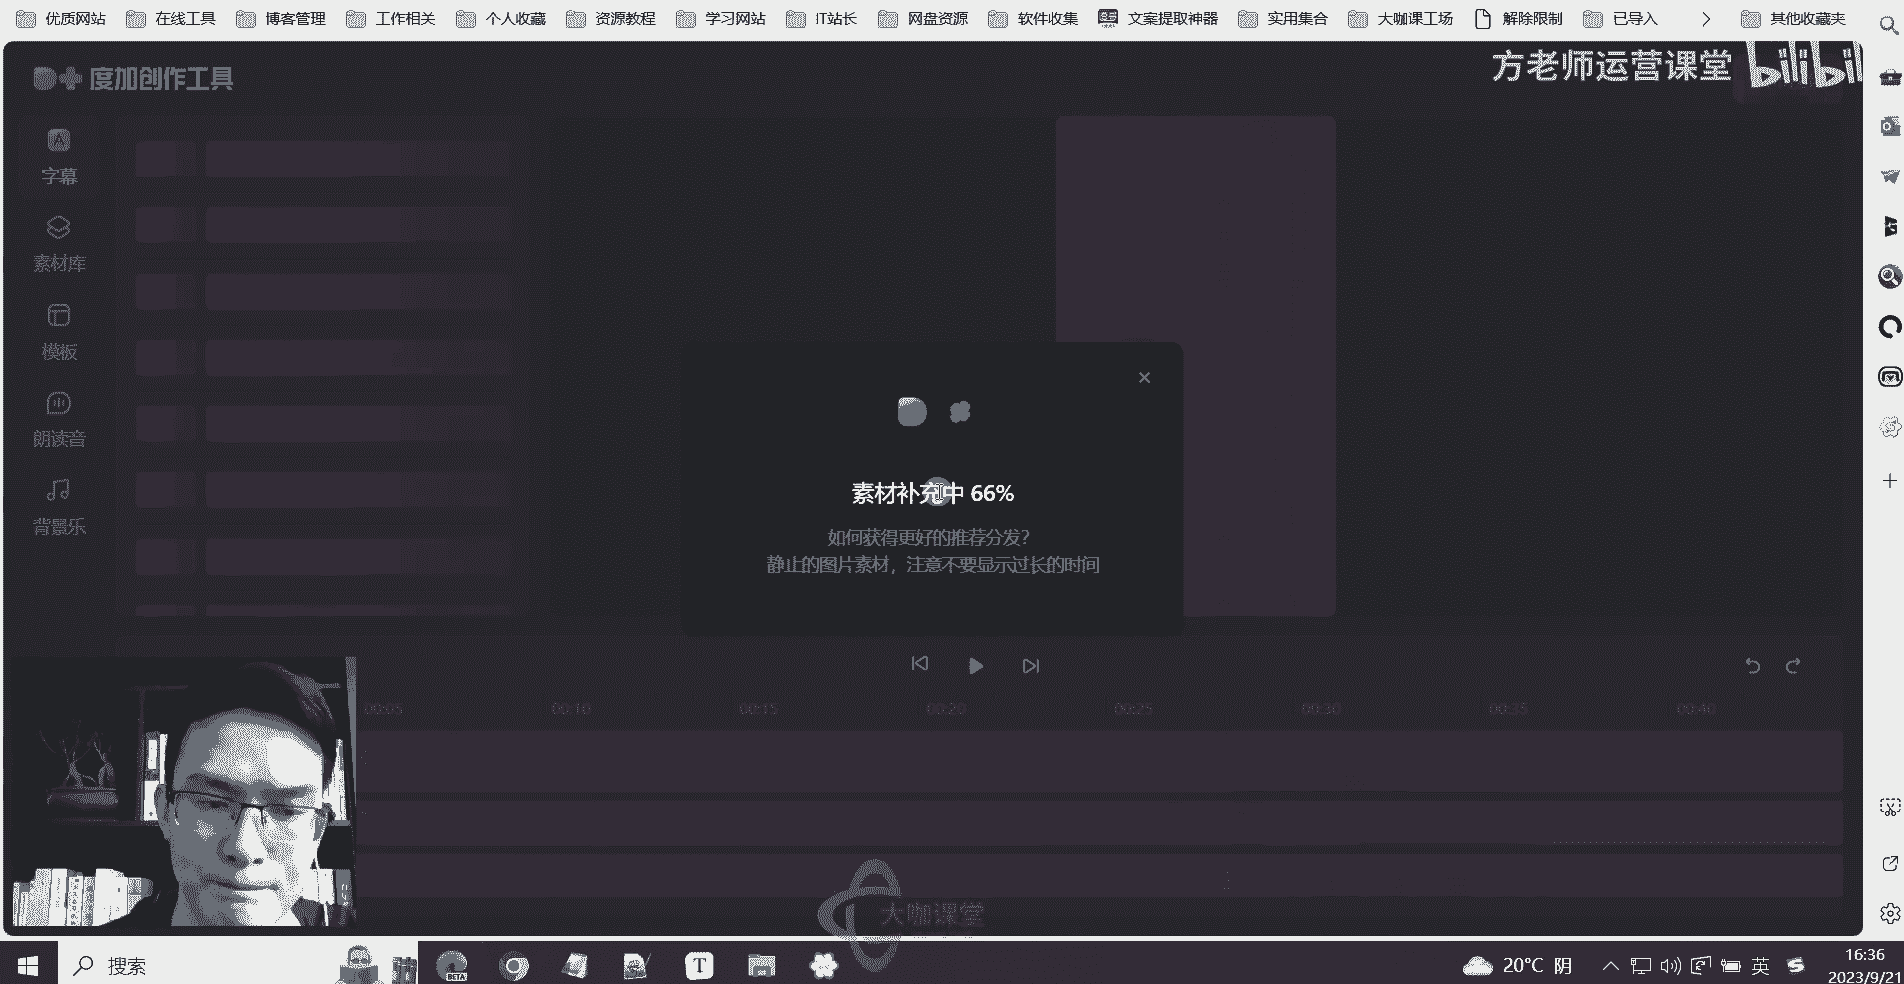 优质网站 在线工具 博客管理 工作相关 个人收藏 资源教程 学习网站 IT站长 网盘资源 软件收集 文案提取神器 实用集合 大咖课工场 解除限制 已导入 其他收藏夹
度加创作工具
方老师运营课堂 bilibil
字幕
素材库
模板
朗读音
背景乐
素材补充中 66%
如何获得更好的推荐分发?
静止的图片素材，注意不要显示过长的时间
00:05 00:10 00:15 00:20 00:25 00:30 00:35 00:40
大咖课堂
搜索
BETA
T
20°C 阴
英
16:36
2023/9/21